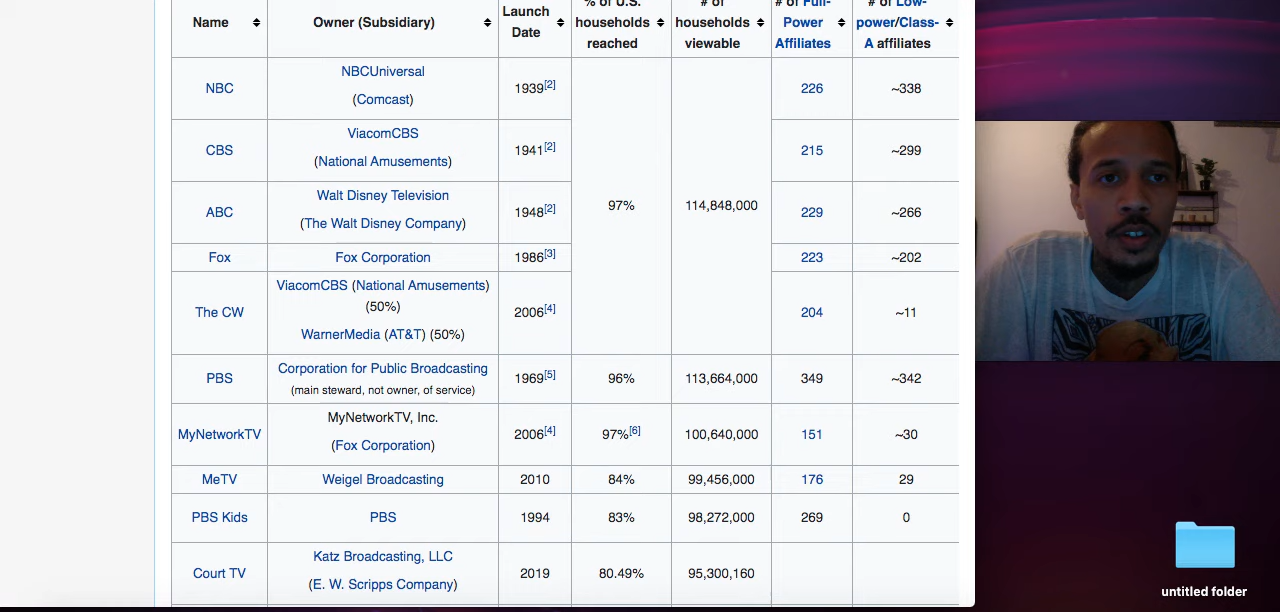 % of U.S. households reached
# of households viewable
# of Full-Power Affiliates
# of Low-power/Class-A affiliates
Name
Owner (Subsidiary)
Launch Date
NBC
NBCUniversal
(Comcast)
1939[2]
97%
114,848,000
226
~338
CBS
ViacomCBS
(National Amusements)
1941[2]
215
~299
ABC
Walt Disney Television
(The Walt Disney Company)
1948[2]
229
~266
Fox
Fox Corporation
1986[3]
223
~202
The CW
ViacomCBS (National Amusements)
(50%)
WarnerMedia (AT&T) (50%)
2006[4]
204
~11
PBS
Corporation for Public Broadcasting
(main steward, not owner, of service)
1969[5]
96%
113,664,000
349
~342
MyNetworkTV
MyNetworkTV, Inc.
(Fox Corporation)
2006[4]
97%[6]
100,640,000
151
~30
MeTV
Weigel Broadcasting
2010
84%
99,456,000
176
29
PBS Kids
PBS
1994
83%
98,272,000
269
0
Court TV
Katz Broadcasting, LLC
(E. W. Scripps Company)
2019
80.49%
95,300,160
untitled folder